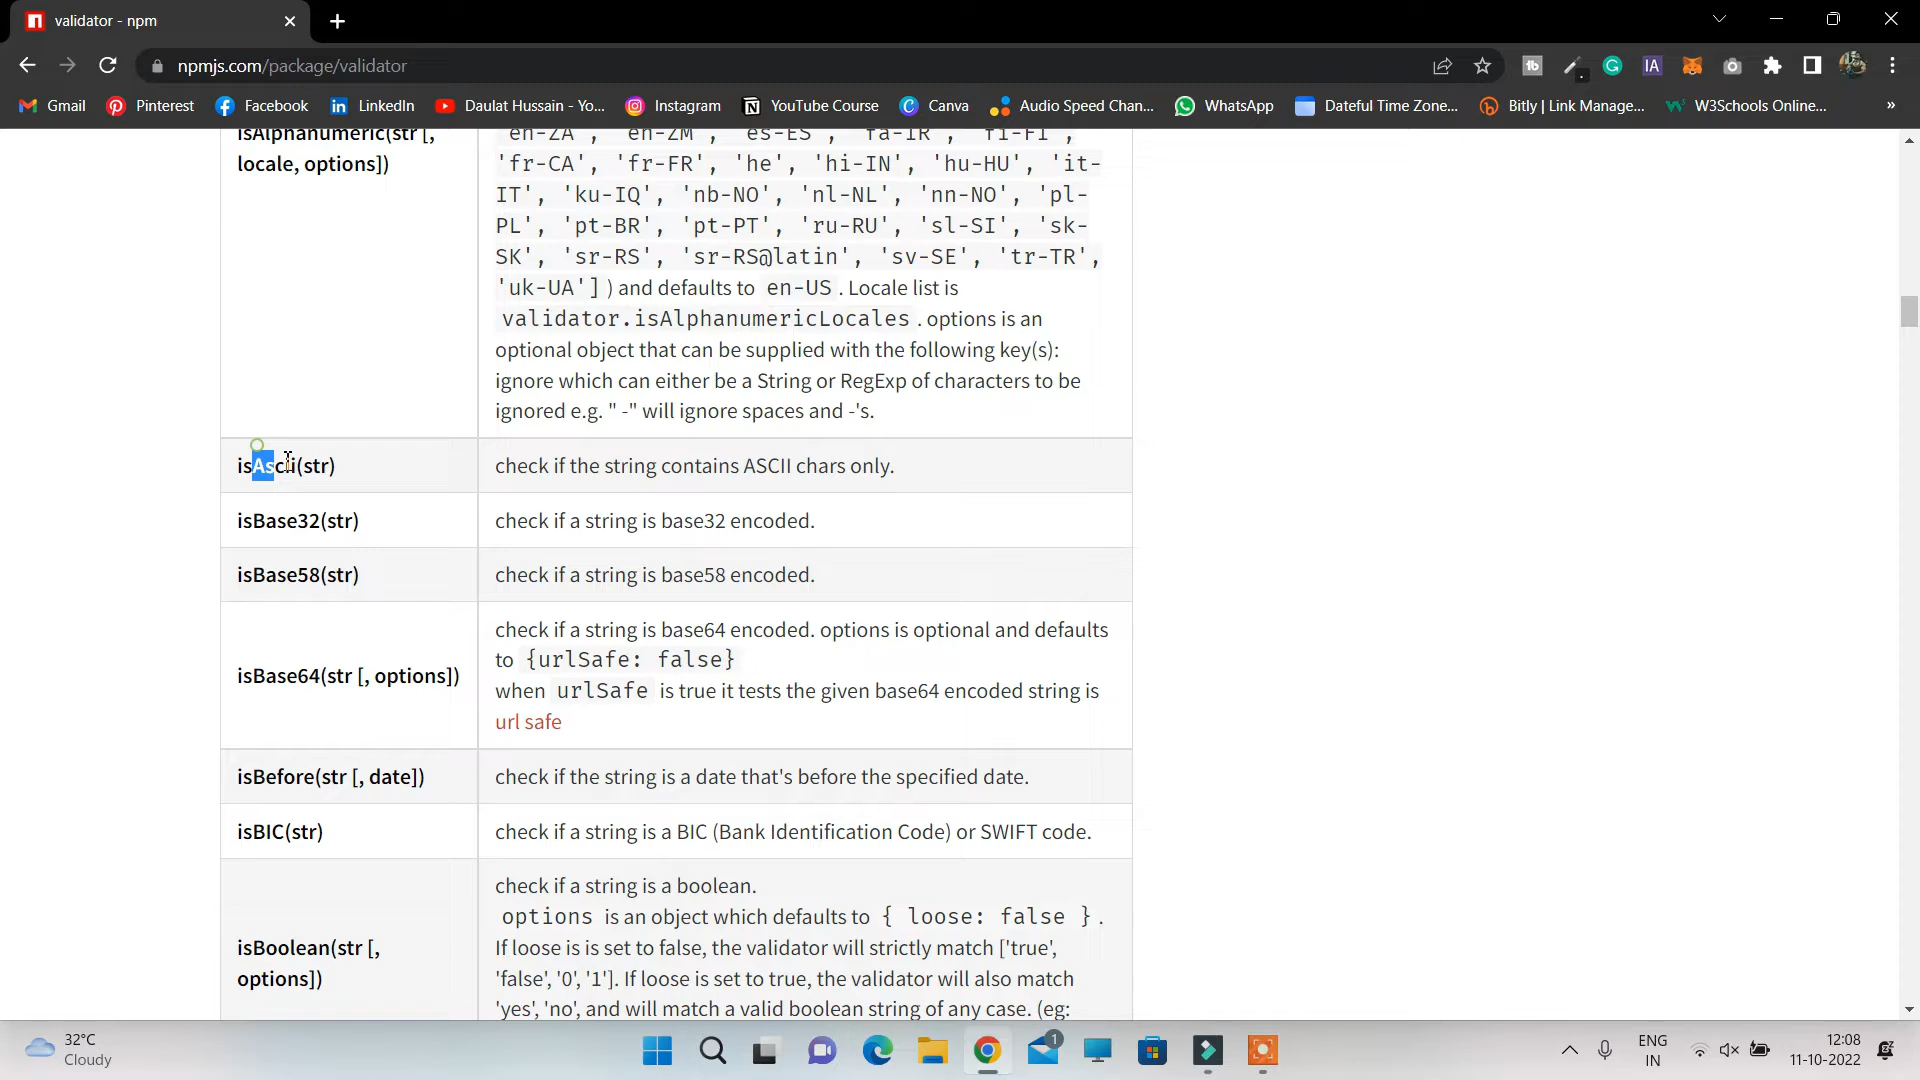 validator - npm
npmjs.com/package/validator
Gmail Pinterest Facebook LinkedIn Daulat Hussain - Yo... Instagram YouTube Course Canva Audio Speed Chan... WhatsApp Dateful Time Zone... Bitly | Link Manage... W3Schools Online... »
isAlphanumeric(str [,
locale, options])
'en-ZA', 'en-ZM', 'es-ES', 'fa-IR', 'fi-FI',
'fr-CA', 'fr-FR', 'he', 'hi-IN', 'hu-HU', 'it-
IT', 'ku-IQ', 'nb-NO', 'nl-NL', 'nn-NO', 'pl-
PL', 'pt-BR', 'pt-PT', 'ru-RU', 'sl-SI', 'sk-
SK', 'sr-RS', 'sr-RS@latin', 'sv-SE', 'tr-TR',
'uk-UA']) and defaults to en-US. Locale list is
validator.isAlphanumericLocales. options is an
optional object that can be supplied with the following key(s):
ignore which can either be a String or RegExp of characters to be
ignored e.g. " -" will ignore spaces and -'s.
isAscii(str) check if the string contains ASCII chars only.
isBase32(str) check if a string is base32 encoded.
isBase58(str) check if a string is base58 encoded.
isBase64(str [, options])
check if a string is base64 encoded. options is optional and defaults
to {urlSafe: false}
when urlSafe is true it tests the given base64 encoded string is
url safe
isBefore(str [, date]) check if the string is a date that's before the specified date.
isBIC(str) check if a string is a BIC (Bank Identification Code) or SWIFT code.
isBoolean(str [,
options])
check if a string is a boolean.
options is an object which defaults to { loose: false }.
If loose is is set to false, the validator will strictly match ['true',
'false', '0', '1']. If loose is set to true, the validator will also match
'yes', 'no', and will match a valid boolean string of any case. (eg:
32°C
Cloudy
1
ENG
IN
12:08
11-10-2022